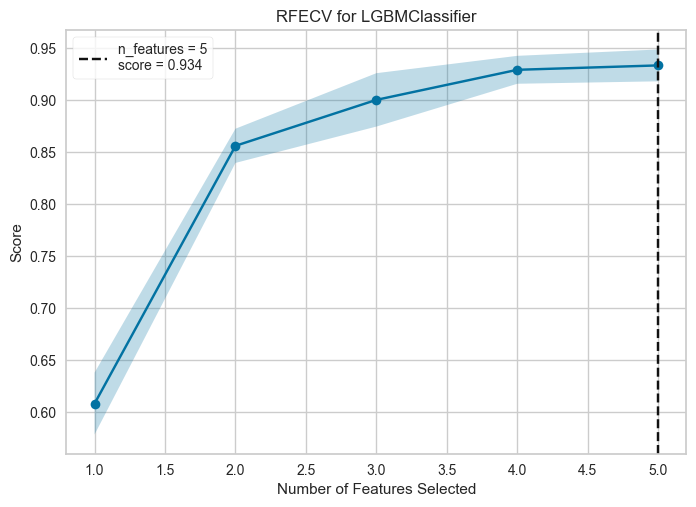 RFECV for LGBMClassifier
n_features = 5
score = 0.934
0.95
0.90
0.85
0.80
0.75
0.70
0.65
0.60
Score
1.0 1.5 2.0 2.5 3.0 3.5 4.0 4.5 5.0
Number of Features Selected